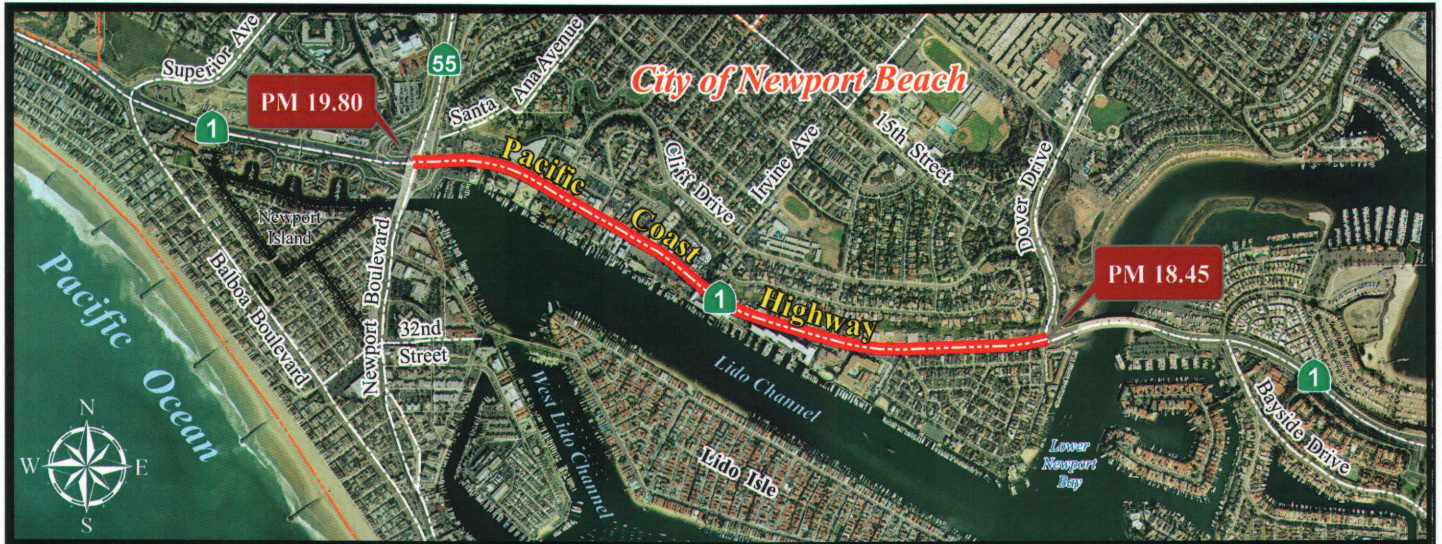 Superior Ave
55
Santa Ana Avenue
City of Newport Beach
PM 19.80
1
15th Street
Pacific Coast Highway
Cliff Drive
Irvine Ave
Dover Drive
Newport
Island
PM 18.45
Pacific
Ocean
Balboa Boulevard
Newport Boulevard
32nd
Street
1
Lido Channel
1
West Lido Channel
Bayside Drive
Lido Isle
Lower
Newport
Bay
N
W
E
S